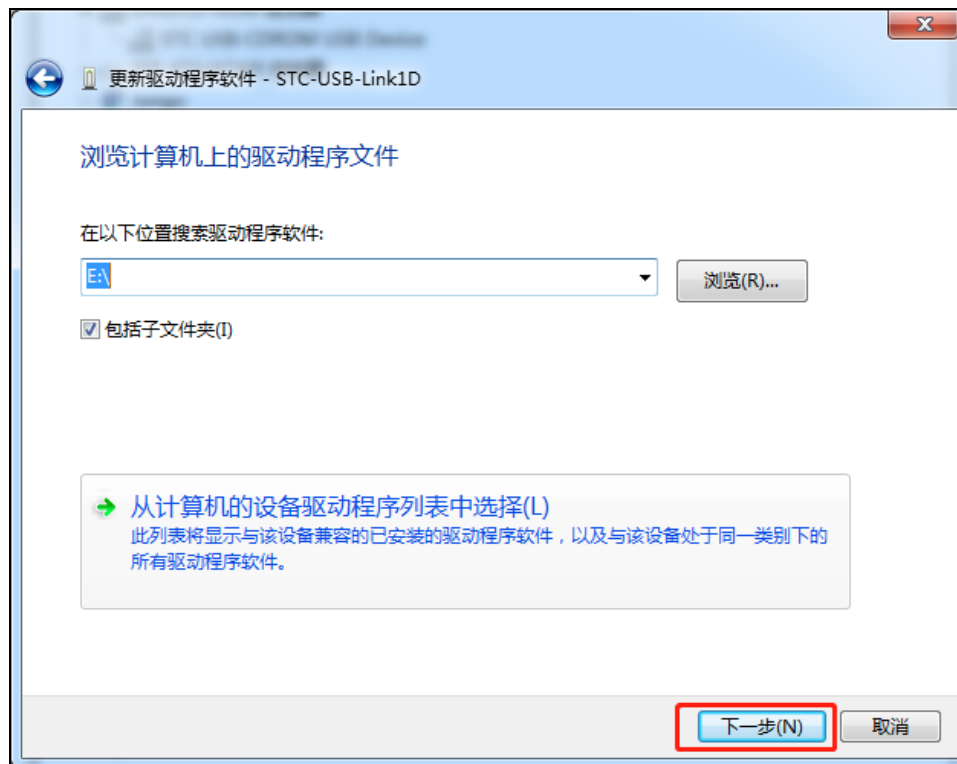 STC USB-CDROM USB Device
更新驱动程序软件 - STC-USB-Link1D
浏览计算机上的驱动程序文件
在以下位置搜索驱动程序软件:
E:\
浏览(R)...
包括子文件夹(I)
从计算机的设备驱动程序列表中选择(L)
此列表将显示与该设备兼容的已安装的驱动程序软件，以及与该设备处于同一类别下的
所有驱动程序软件。
下一步(N)
取消